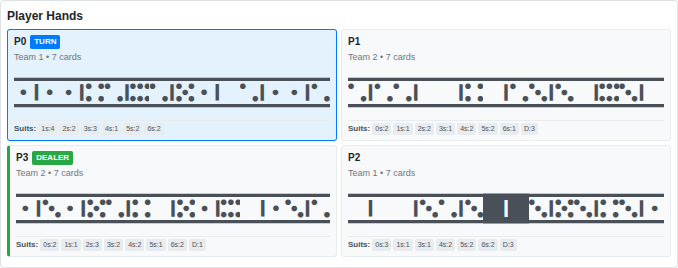 Player Hands
P0 TURN
Team 1 • 7 cards
Suits: 1s:4 2s:2 3s:3 4s:1 5s:2 6s:2
P1
Team 2 • 7 cards
Suits: 0s:2 1s:1 2s:2 3s:1 4s:2 5s:2 6s:1 D:3
P3 DEALER
Team 2 • 7 cards
Suits: 0s:2 1s:1 2s:3 3s:2 4s:2 5s:1 6s:2 D:1
P2
Team 1 • 7 cards
Suits: 0s:3 1s:1 3s:1 4s:2 5s:2 6s:2 D:3